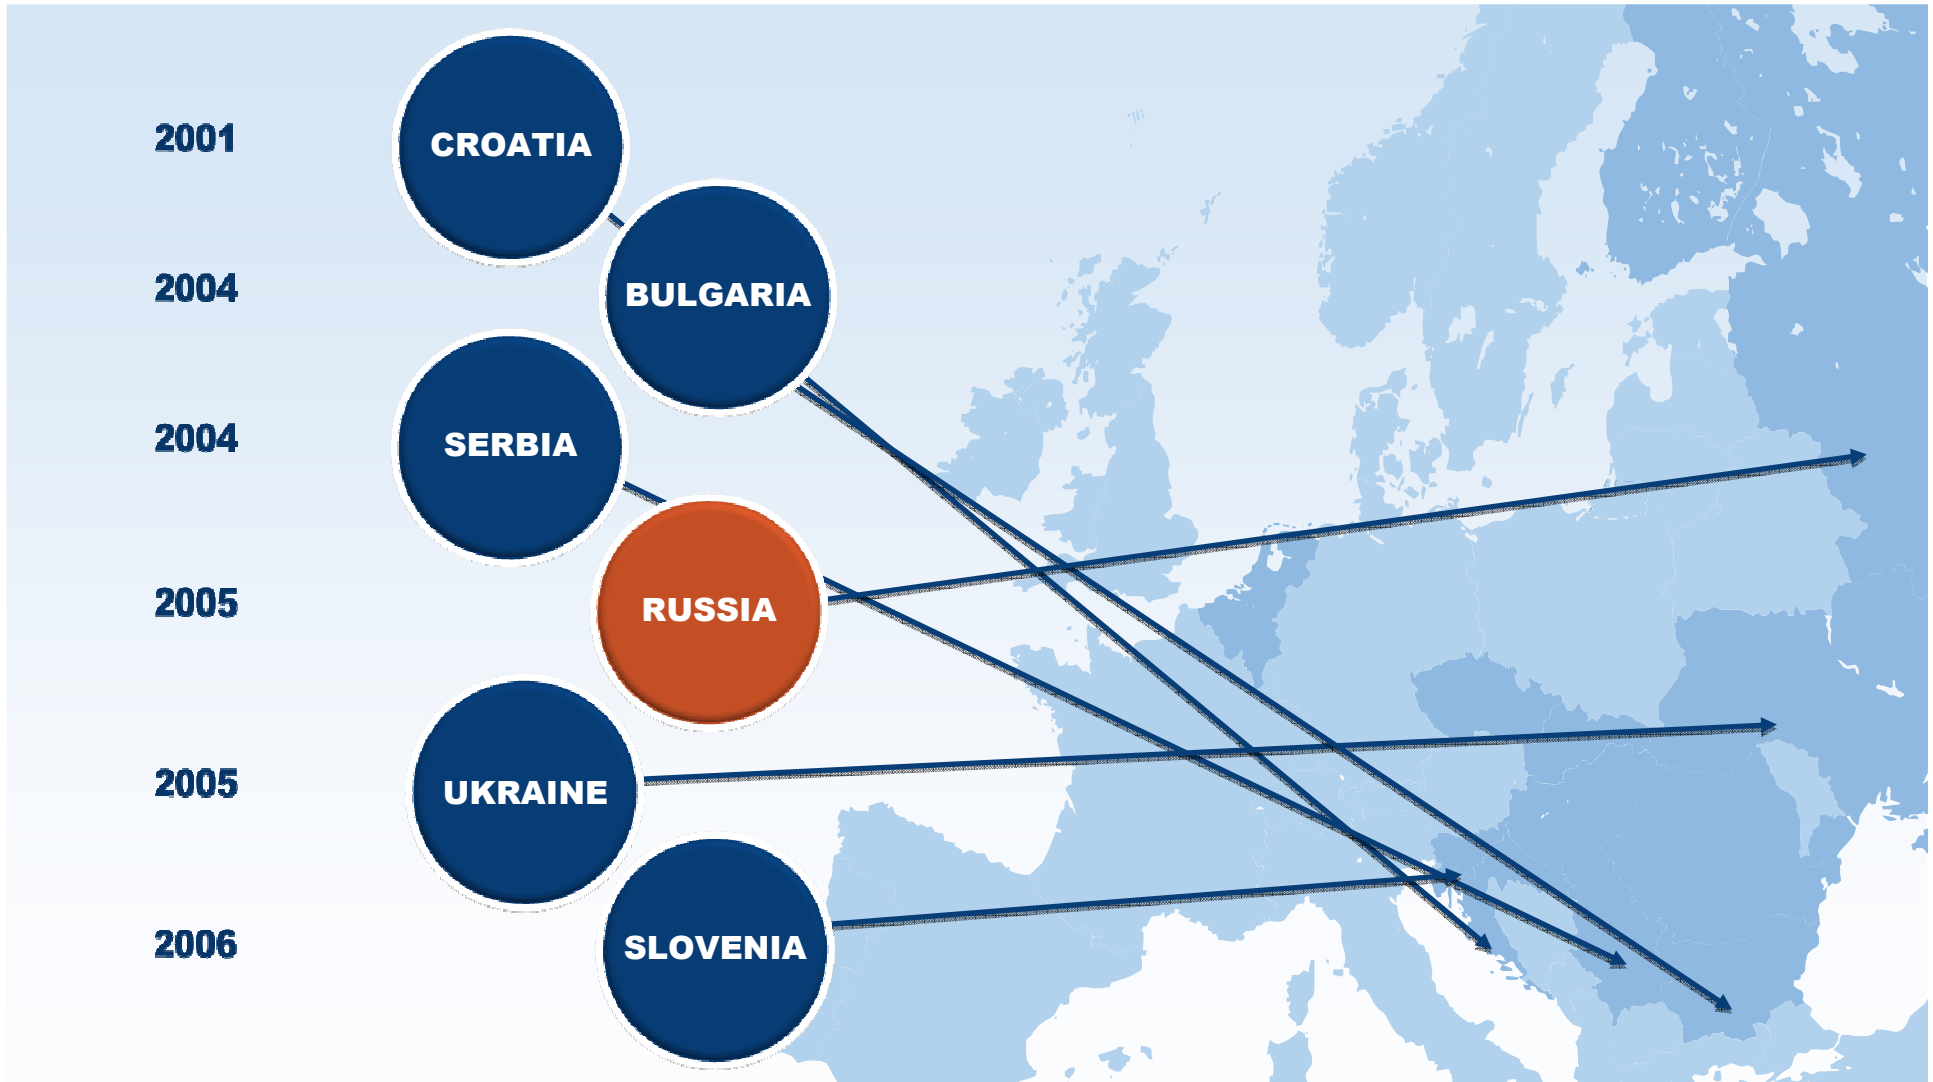 2001
CROATIA
2004
BULGARIA
2004
SERBIA
2005
RUSSIA
2005
UKRAINE
2006
SLOVENIA